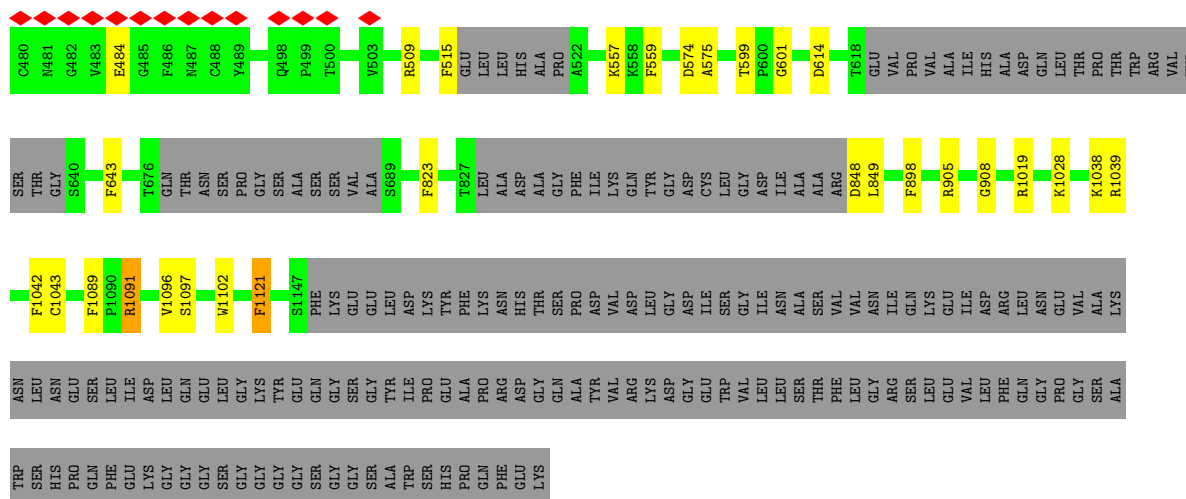 C480 N481 G482 V483 E484 G485 F486 N487 C488 Y489 Q498 P499 T500 V503 R509 F515 GLU LEU LEU HIS ALA PRO A522 K557 K558 F559 D574 A575 T599 P600 G601 D614 T618 GLU VAL PRO VAL ALA ILE HIS ALA ASP GLN LEU THR PRO THR TRP ARG VAL
SER THR GLY S640 F643 T676 GLN THR ASN SER PRO GLY SER ALA SER SER VAL ALA S689 F823 T827 LEU ALA ASP ALA GLY PHE ILE LYS GLN TYR GLY ASP CYS LEU GLY ASP ILE ALA ALA ARG D848 L849 F898 R905 G908 R1019 K1028 K1038 R1039
F1042 C1043 F1089 P1090 R1091 V1096 S1097 W1102 F1121 S1147 PHE LYS GLU GLU LEU ASP LYS TYR PHE LYS ASN HIS THR SER PRO ASP VAL ASP LEU GLY ASP ILE SER GLY ILE ASN ALA SER VAL VAL ASN ILE GLN LYS GLU ILE ASP ARG LEU ASN GLU VAL ALA LYS
ASN LEU ASN GLU SER LEU ILE ASP LEU GLN GLU LEU GLY LYS TYR GLU GLN GLY SER GLY TYR ILE PRO GLU ALA PRO ARG ASP GLY GLN ALA TYR VAL ARG LYS ASP GLY GLU TRP VAL LEU LEU SER THR PHE LEU GLY ARG SER LEU GLU VAL LEU PHE GLN GLY PRO GLY SER ALA
TRP SER HIS PRO GLN PHE GLU LYS GLY GLY GLY SER GLY GLY GLY GLY SER GLY GLY SER ALA TRP SER HIS PRO GLN PHE GLU LYS